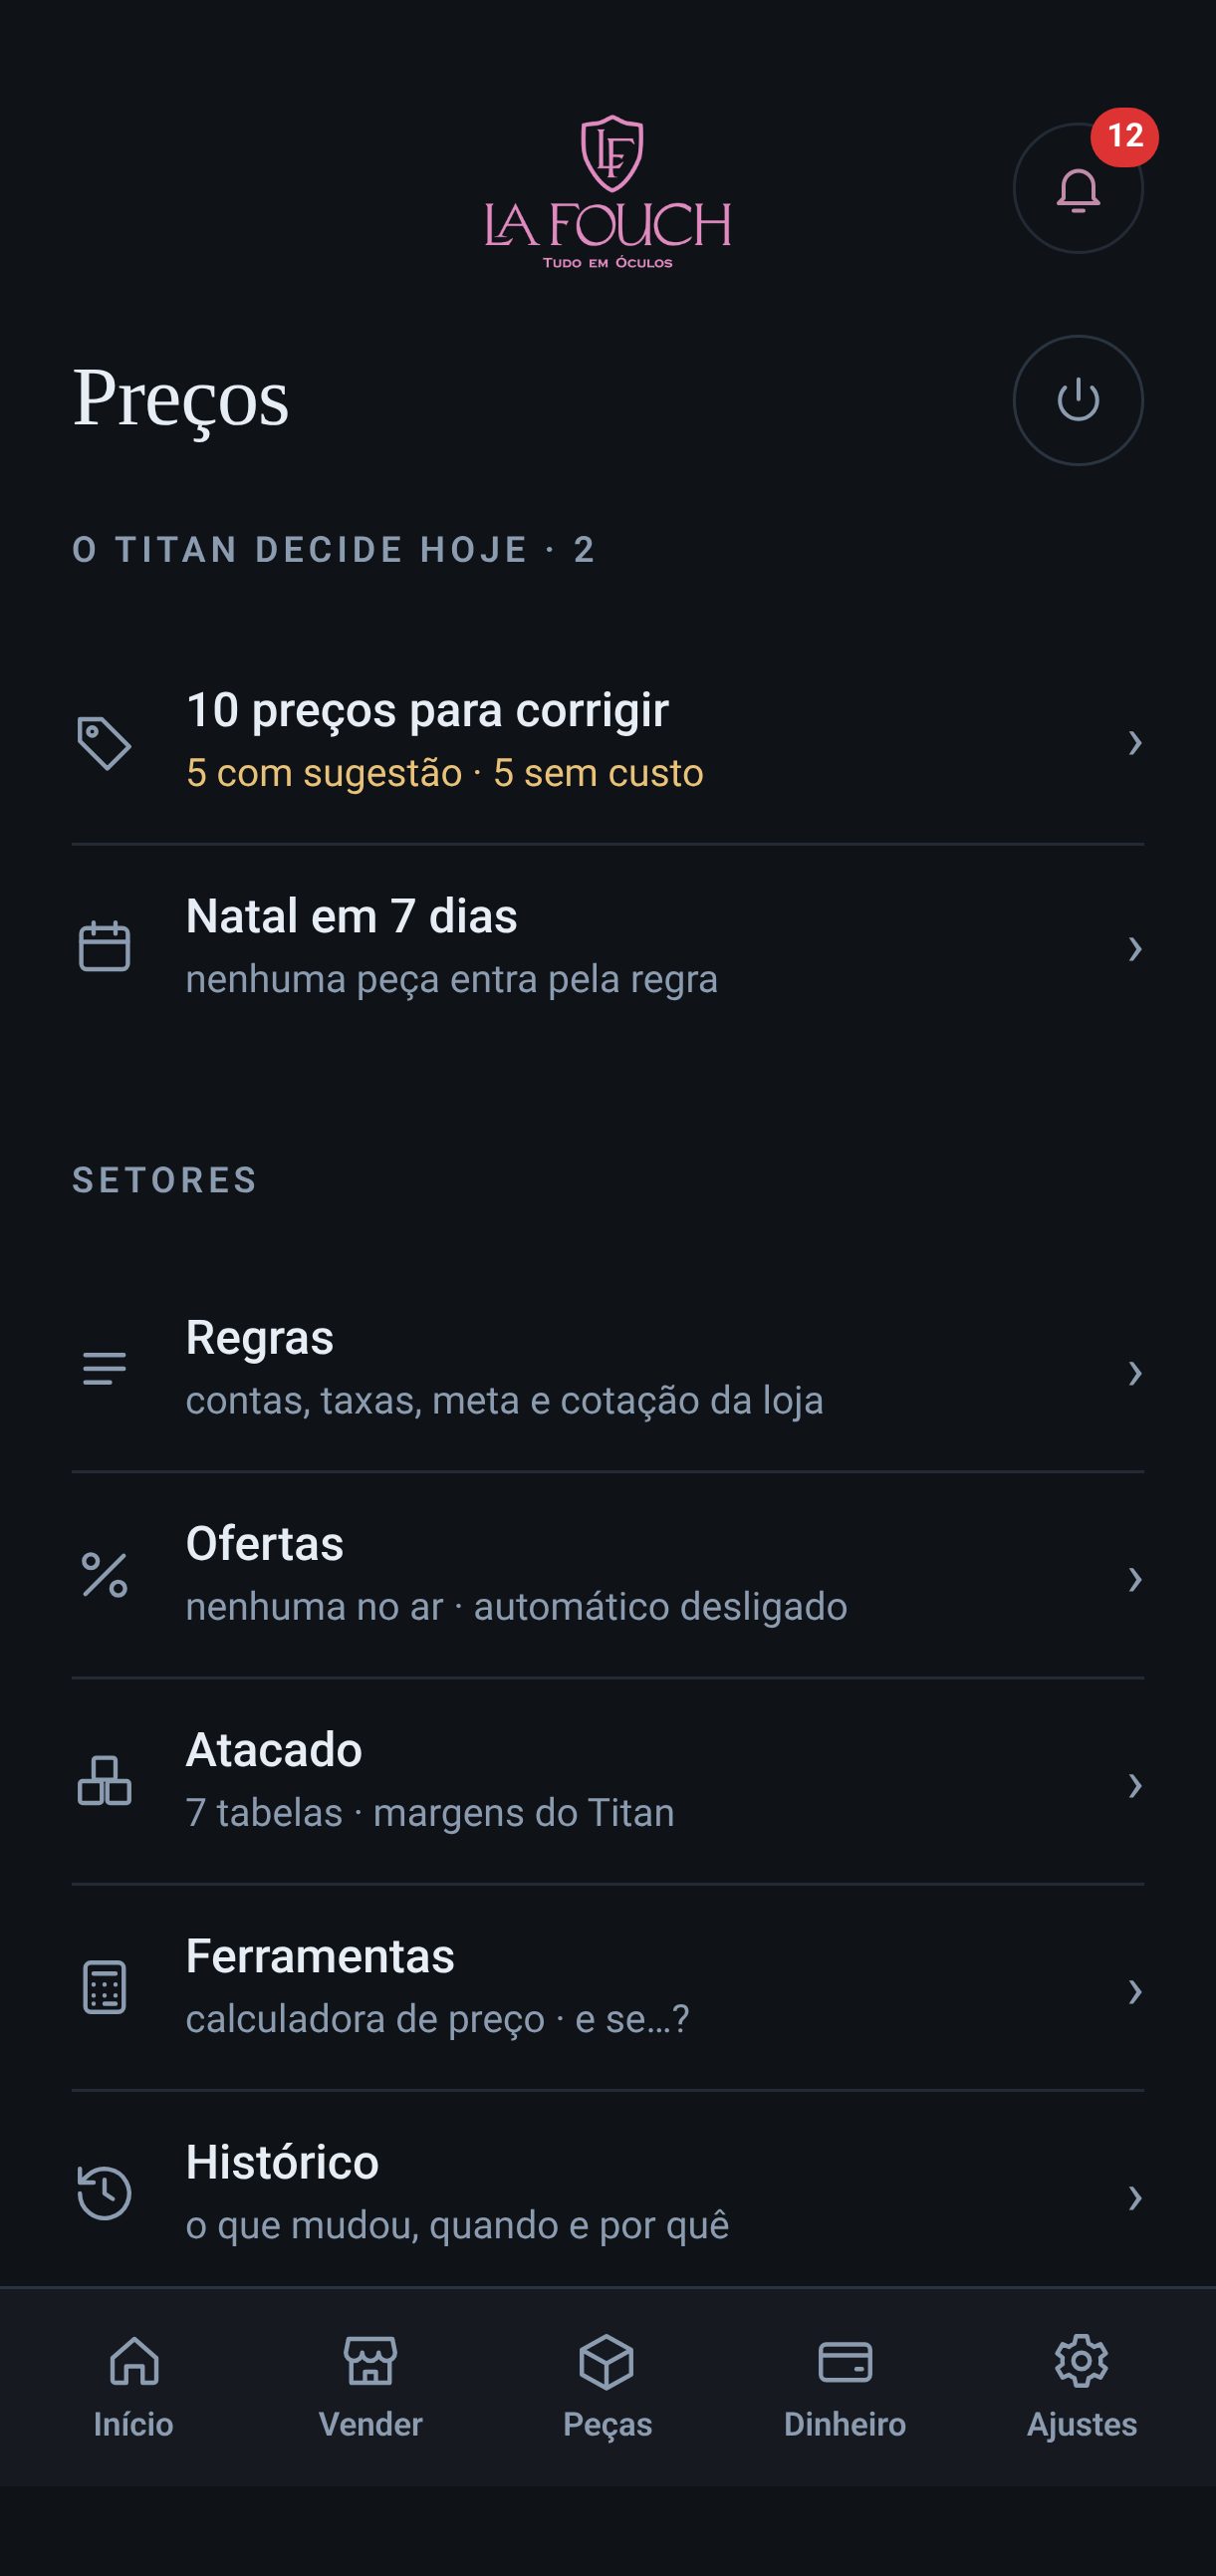 LF
LA FOUCH
Tudo em Óculos
12
Preços
O TITAN DECIDE HOJE · 2
10 preços para corrigir
5 com sugestão · 5 sem custo
›
Natal em 7 dias
nenhuma peça entra pela regra
›
SETORES
Regras
contas, taxas, meta e cotação da loja
›
Ofertas
nenhuma no ar · automático desligado
›
Atacado
7 tabelas · margens do Titan
›
Ferramentas
calculadora de preço · e se…?
›
Histórico
o que mudou, quando e por quê
›
Início Vender Peças Dinheiro Ajustes